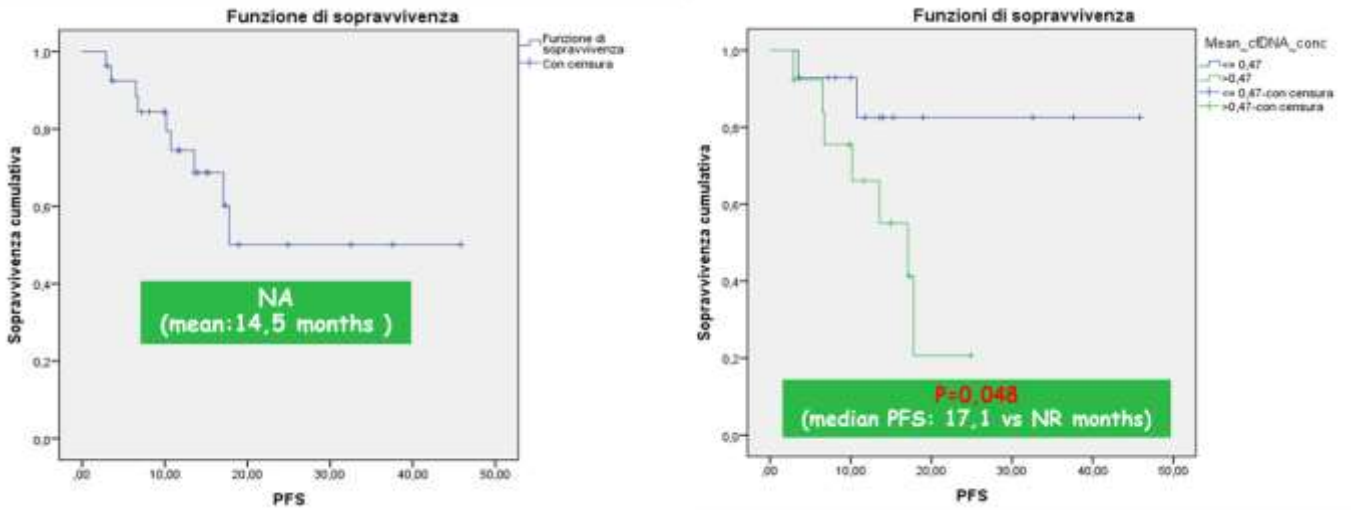 Funzione di sopravvivenza
Funzione di
sopravvivenza
Con censura
Sopravvivenza cumulativa
1,0
0,8
0,6
0,4
0,2
0,0
NA
(mean:14,5 months )
,00 10,00 20,00 30,00 40,00 50,00
PFS
Funzioni di sopravvivenza
Mean_cfDNA_conc
<= 0,47
>0,47
<= 0,47-con censura
>0,47-con censura
Sopravvivenza cumulativa
1,0
0,8
0,6
0,4
0,2
0,0
P=0,048
(median PFS: 17,1 vs NR months)
,00 10,00 20,00 30,00 40,00 50,00
PFS